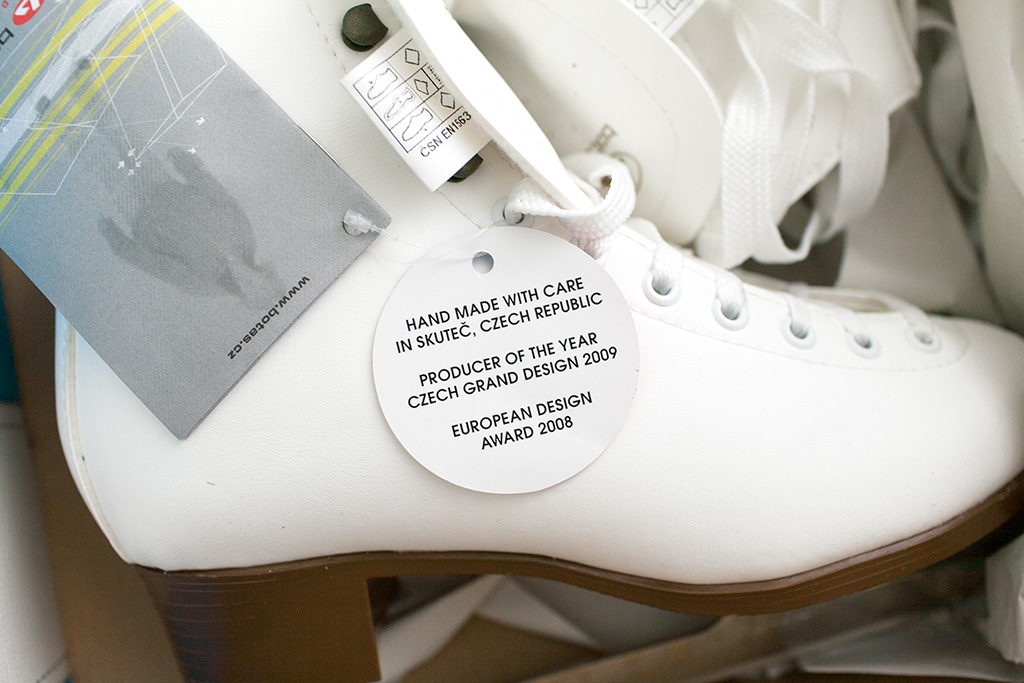 HAND MADE WITH CARE
IN SKUTEČ, CZECH REPUBLIC
PRODUCER OF THE YEAR
CZECH GRAND DESIGN 2009
EUROPEAN DESIGN
AWARD 2008
ČSN EN1563
www.botas.cz